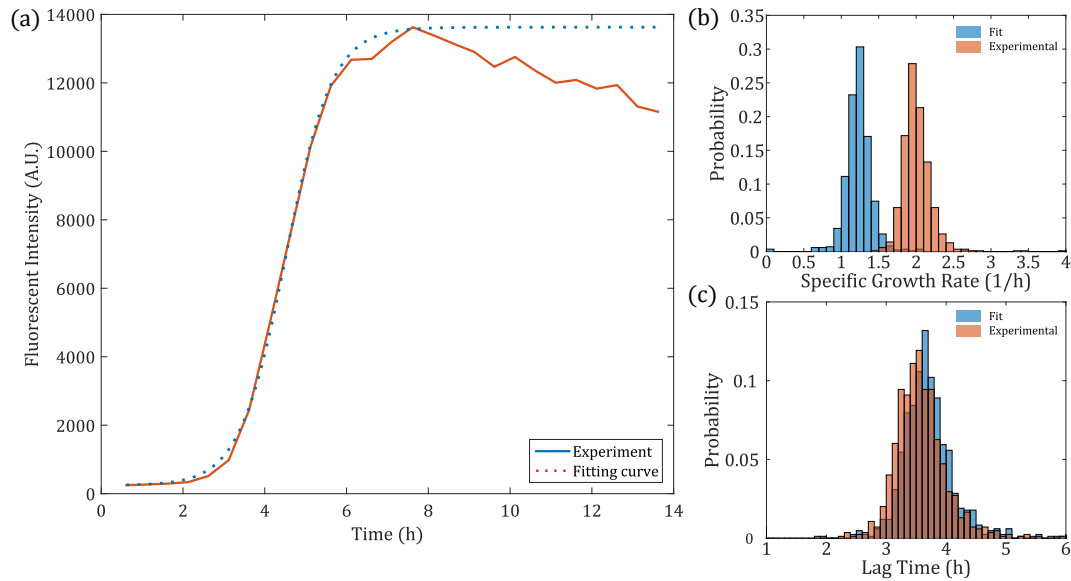 (a)
Fluorescent Intensity (A.U.)
14000
12000
10000
8000
6000
4000
2000
0
0 2 4 6 8 10 12 14
Time (h)
Experiment
Fitting curve
(b)
Probability
0.35
0.3
0.25
0.2
0.15
0.1
0.05
0
0 0.5 1 1.5 2 2.5 3 3.5 4
Specific Growth Rate (1/h)
Fit
Experimental
(c)
Probability
0.15
0.1
0.05
0
1 2 3 4 5 6
Lag Time (h)
Fit
Experimental